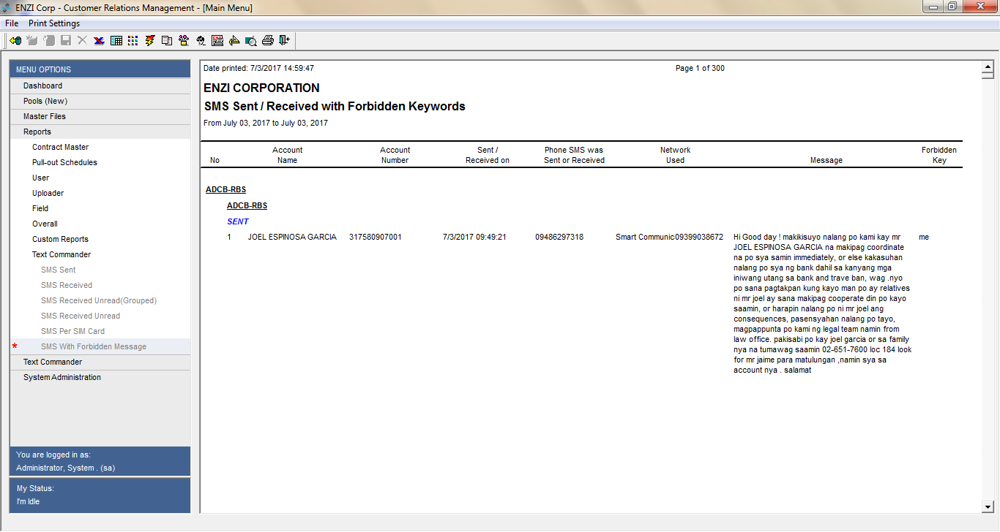 ENZI Corp - Customer Relations Management - [Main Menu]
File Print Settings
MENU OPTIONS
Dashboard
Pools (New)
Master Files
Reports
Contract Master
Pull-out Schedules
User
Uploader
Field
Overall
Custom Reports
Text Commander
SMS Sent
SMS Received
SMS Received Unread(Grouped)
SMS Received Unread
SMS Per SIM Card
* SMS With Forbidden Message
Text Commander
System Administration
You are logged in as:
Administrator, System . (sa)
My Status:
I'm Idle
Date printed: 7/3/2017 14:59:47 Page 1 of 300
ENZI CORPORATION
SMS Sent / Received with Forbidden Keywords
From July 03, 2017 to July 03, 2017
Account Account Sent / Phone SMS was Network Forbidden
No Name Number Received on Sent or Received Used Message Key
ADCB-RBS
ADCB-RBS
SENT
1 JOEL ESPINOSA GARCIA 317580907001 7/3/2017 09:49:21 09486297318 Smart Communic09399038672 Hi Good day ! makikisuyo nalang po kami kay mr me
JOEL ESPINOSA GARCIA na makipag coordinate
na po sya samin immediately, or else kakasuhan
nalang po sya ng bank dahil sa kanyang mga
iniwang utang sa bank and trave ban, wag .nyo
po sana pagtakpan kung kayo man po ay relatives
ni mr joel ay sana makipag cooperate din po kayo
saamin, or harapin nalang po ni mr joel ang
consequences, pasensyahan nalang po tayo,
magpappunta po kami ng legal team namin from
law office. pakisabi po kay joel garcia or sa family
nya na tumawag saamin 02-651-7600 loc 184 look
for mr jaime para matulungan ,namin sya sa
account nya . salamat